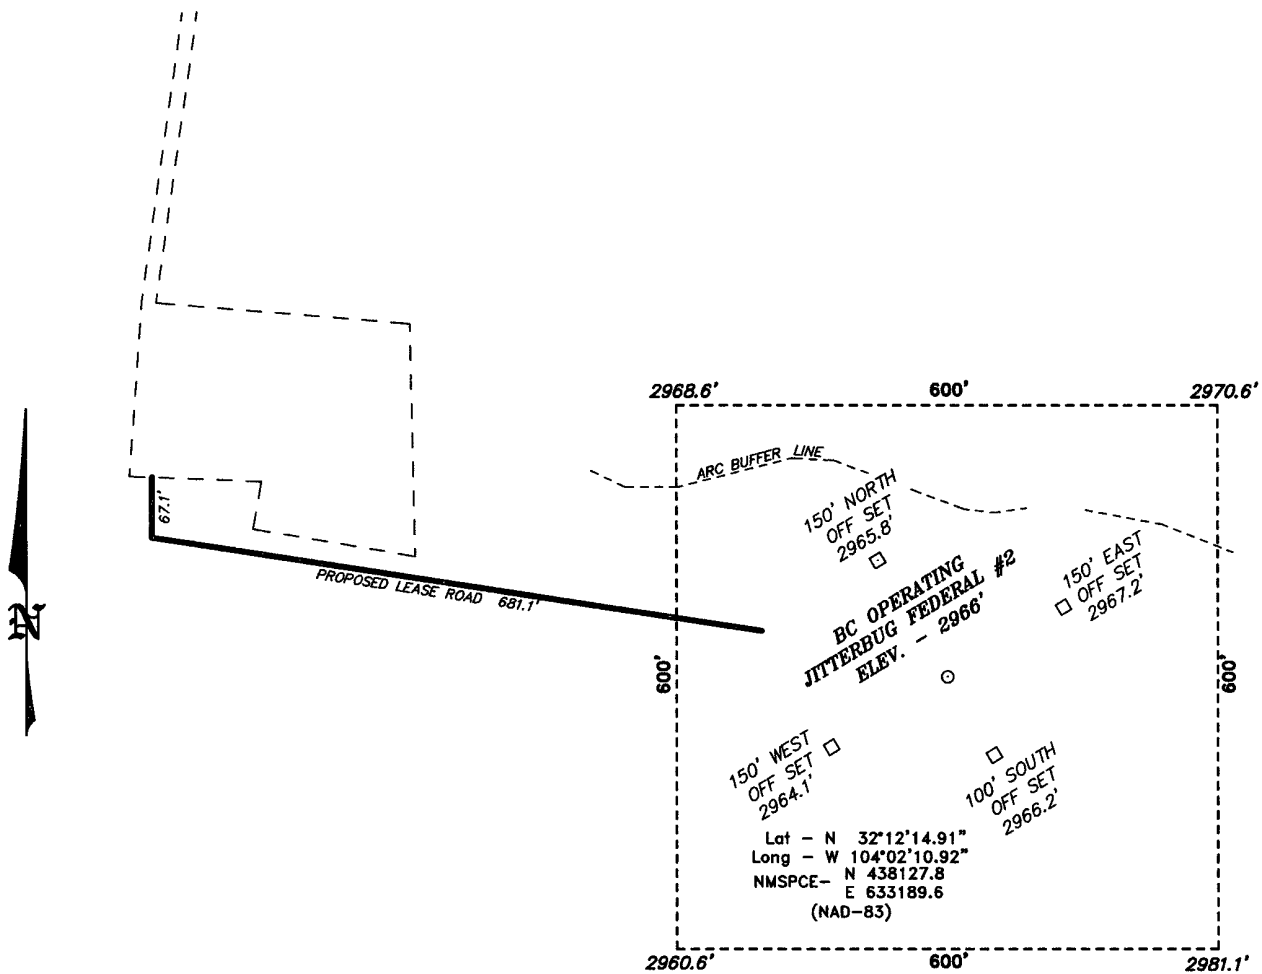 2968.6'
600'
2970.6'
ARC BUFFER LINE
150' NORTH
OFF SET
2965.8'
67.1'
PROPOSED LEASE ROAD 681.1'
150' EAST
OFF SET
2967.2'
BC OPERATING
JITTERBUG FEDERAL #2
ELEV. - 2966'
N
600'
600'
150' WEST
OFF SET
2964.1'
100' SOUTH
OFF SET
2966.2'
Lat - N 32°12'14.91"
Long - W 104°02'10.92"
NMSPCE- N 438127.8
E 633189.6
(NAD-83)
2960.6'
600'
2981.1'